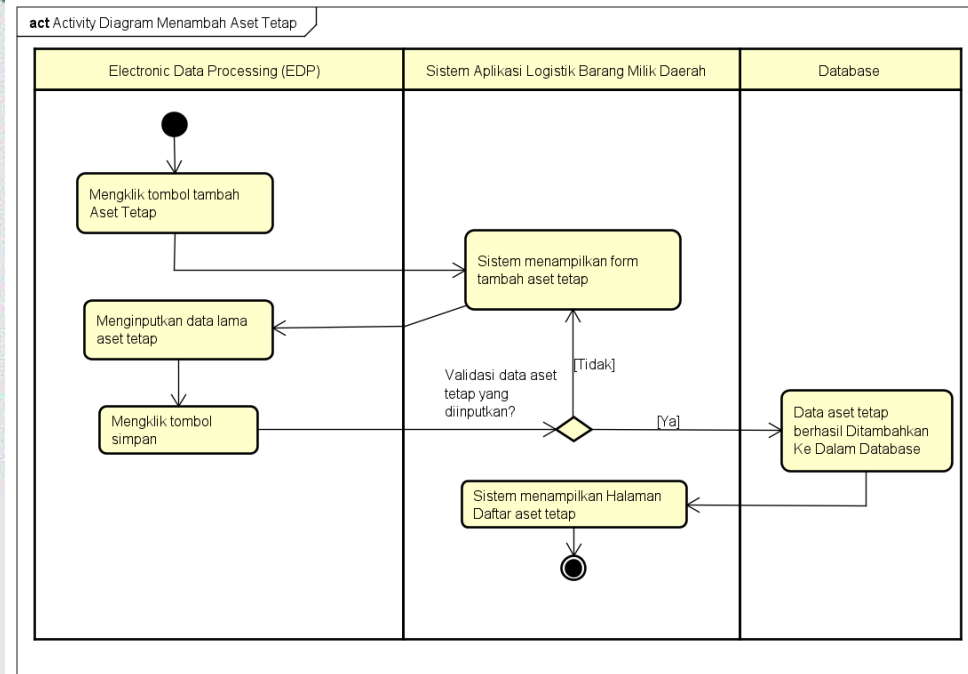 act Activity Diagram Menambah Aset Tetap
Electronic Data Processing (EDP)
Sistem Aplikasi Logistik Barang Milik Daerah
Database
Mengklik tombol tambah
Aset Tetap
Sistem menampilkan form
tambah aset tetap
Menginputkan data lama
aset tetap
[Tidak]
Validasi data aset
tetap yang
diinputkan?
Mengklik tombol
simpan
[Ya]
Data aset tetap
berhasil Ditambahkan
Ke Dalam Database
Sistem menampilkan Halaman
Daftar aset tetap